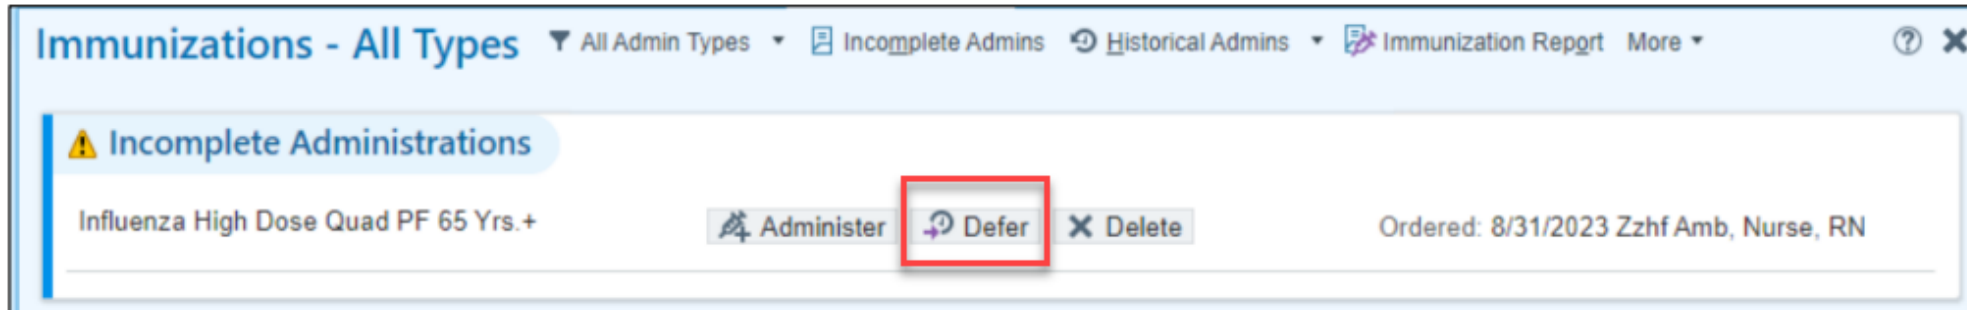 Immunizations - All Types All Admin Types Incomplete Admins Historical Admins Immunization Report More ?
Incomplete Administrations
Influenza High Dose Quad PF 65 Yrs.+ Administer Defer Delete Ordered: 8/31/2023 Zzhf Amb, Nurse, RN